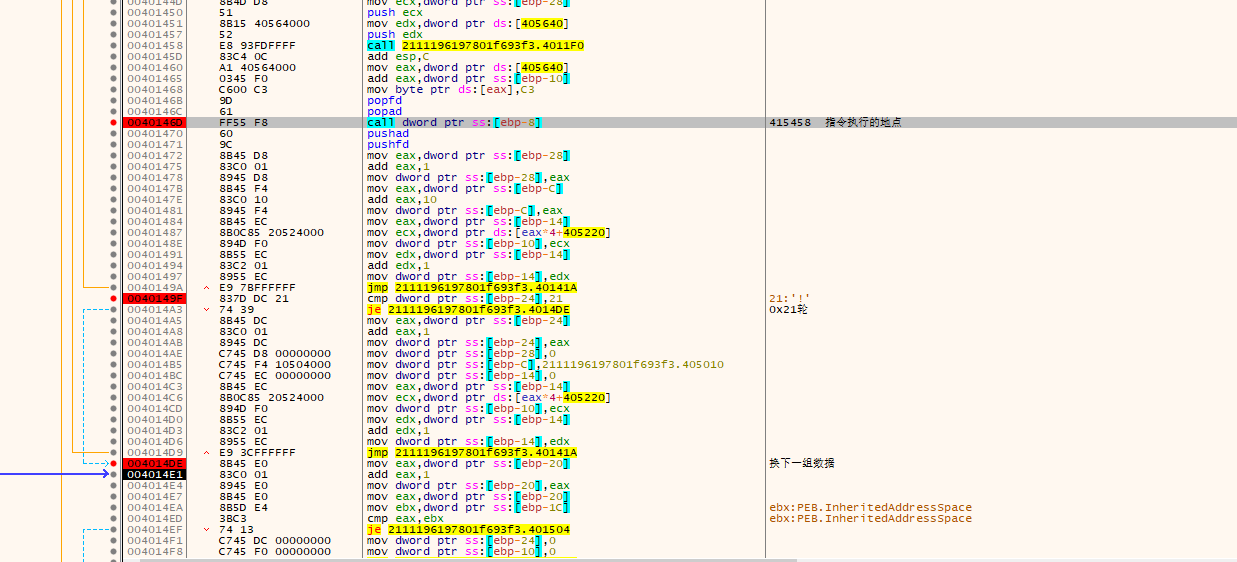 0040144D 8B4D D8 mov ecx,dword ptr ss:[ebp-28]
00401450 51 push ecx
00401451 8B15 40564000 mov edx,dword ptr ds:[405640]
00401457 52 push edx
00401458 E8 93FDFFFF call 2111196197801f693f3.4011F0
0040145D 83C4 0C add esp,C
00401460 A1 40564000 mov eax,dword ptr ds:[405640]
00401465 0345 F0 add eax,dword ptr ss:[ebp-10]
00401468 C600 C3 mov byte ptr ds:[eax],C3
0040146B 9D popfd
0040146C 61 popad
0040146D FF55 F8 call dword ptr ss:[ebp-8] 415458 指令执行的地点
00401470 60 pushad
00401471 9C pushfd
00401472 8B45 D8 mov eax,dword ptr ss:[ebp-28]
00401475 83C0 01 add eax,1
00401478 8945 D8 mov dword ptr ss:[ebp-28],eax
0040147B 8B45 F4 mov eax,dword ptr ss:[ebp-C]
0040147E 83C0 10 add eax,10
00401481 8945 F4 mov dword ptr ss:[ebp-C],eax
00401484 8B45 EC mov eax,dword ptr ss:[ebp-14]
00401487 8B0C85 20524000 mov ecx,dword ptr ds:[eax*4+405220]
0040148E 894D F0 mov dword ptr ss:[ebp-10],ecx
00401491 8B55 EC mov edx,dword ptr ss:[ebp-14]
00401494 83C2 01 add edx,1
00401497 8955 EC mov dword ptr ss:[ebp-14],edx
0040149A E9 7BFFFFFF jmp 2111196197801f693f3.40141A
0040149F 837D DC 21 cmp dword ptr ss:[ebp-24],21 21:'!'
004014A3 74 39 je 2111196197801f693f3.4014DE 0x21轮
004014A5 8B45 DC mov eax,dword ptr ss:[ebp-24]
004014A8 83C0 01 add eax,1
004014AB 8945 DC mov dword ptr ss:[ebp-24],eax
004014AE C745 D8 00000000 mov dword ptr ss:[ebp-28],0
004014B5 C745 F4 10504000 mov dword ptr ss:[ebp-C],2111196197801f693f3.405010
004014BC C745 EC 00000000 mov dword ptr ss:[ebp-14],0
004014C3 8B45 EC mov eax,dword ptr ss:[ebp-14]
004014C6 8B0C85 20524000 mov ecx,dword ptr ds:[eax*4+405220]
004014CD 894D F0 mov dword ptr ss:[ebp-10],ecx
004014D0 8B55 EC mov edx,dword ptr ss:[ebp-14]
004014D3 83C2 01 add edx,1
004014D6 8955 EC mov dword ptr ss:[ebp-14],edx
004014D9 E9 3CFFFFFF jmp 2111196197801f693f3.40141A
004014DE 8B45 E0 mov eax,dword ptr ss:[ebp-20] 换下一组数据
004014E1 83C0 01 add eax,1
004014E4 8945 E0 mov dword ptr ss:[ebp-20],eax
004014E7 8B45 E0 mov eax,dword ptr ss:[ebp-20]
004014EA 8B5D E4 mov ebx,dword ptr ss:[ebp-1C] ebx:PEB.InheritedAddressSpace
004014ED 3BC3 cmp eax,ebx ebx:PEB.InheritedAddressSpace
004014EF 74 13 je 2111196197801f693f3.401504
004014F1 C745 DC 00000000 mov dword ptr ss:[ebp-24],0
004014F8 C745 F0 00000000 mov dword ptr ss:[ebp-10],0